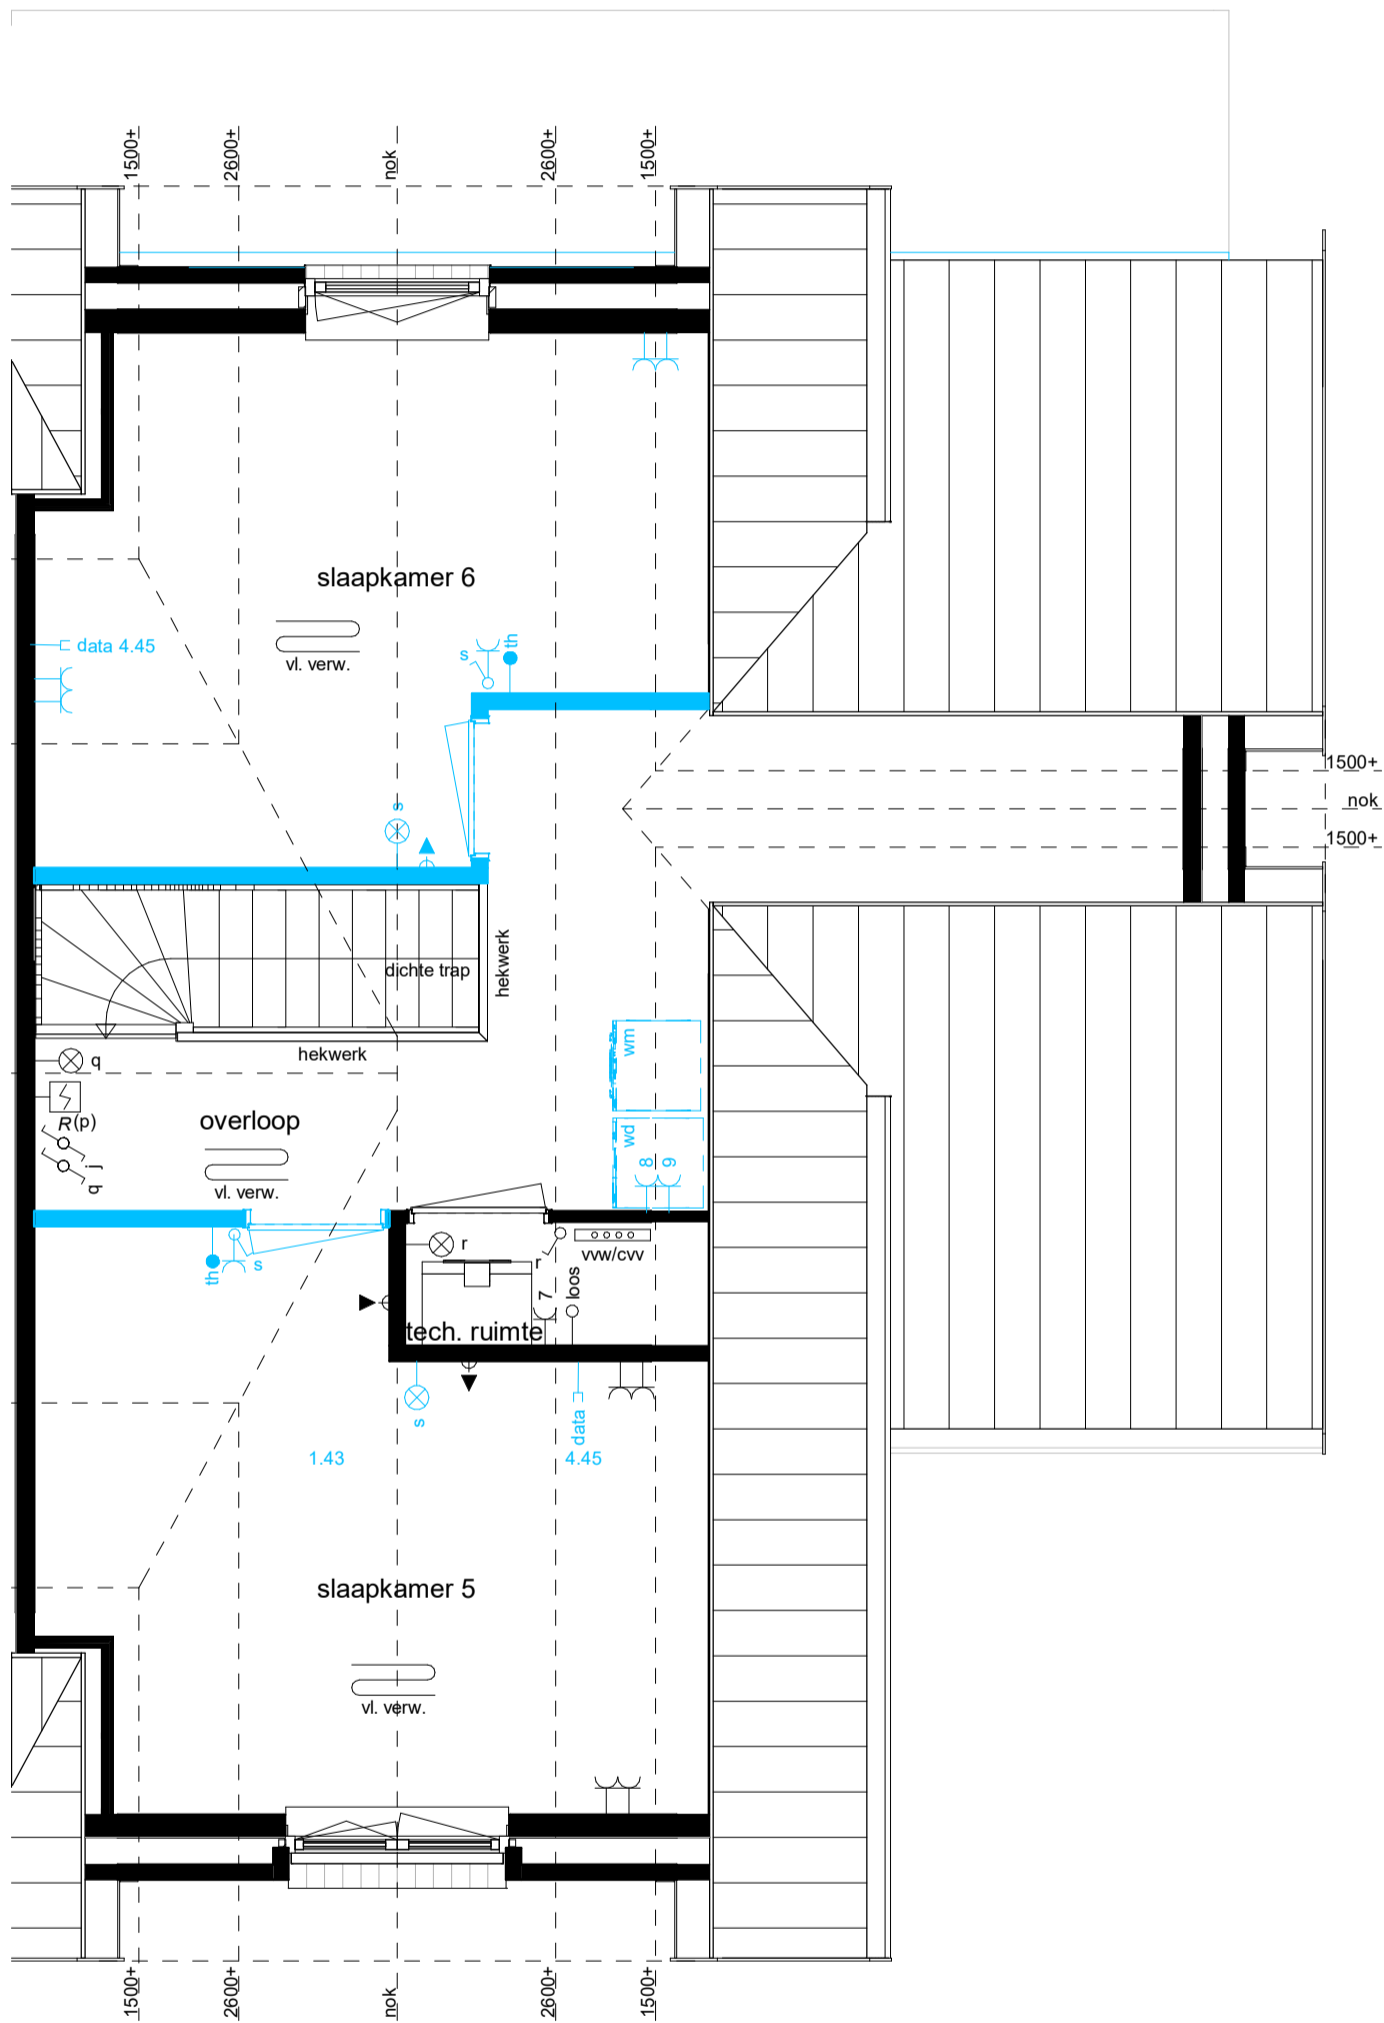 1500+
2600+
nok
2600+
1500+
slaapkamer 6
vl. verw.
data 4.45
s
th
s
1500+
nok
1500+
dichte trap
hekwerk
hekwerk
q
R(p)
j
q
overloop
vl. verw.
wm
wd
8
9
th
s
r
r
vvw/cvv
loos
7
tech. ruimte
s
data
1.43
4.45
slaapkamer 5
vl. verw.
1500+
2600+
nok
2600+
1500+